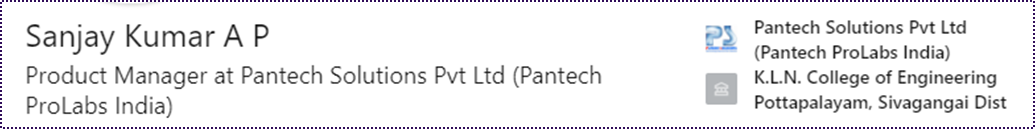 Sanjay Kumar A P
Product Manager at Pantech Solutions Pvt Ltd (Pantech
ProLabs India)
PS
Pantech Solutions Pvt Ltd
(Pantech ProLabs India)
K.L.N. College of Engineering
Pottapalayam, Sivagangai Dist